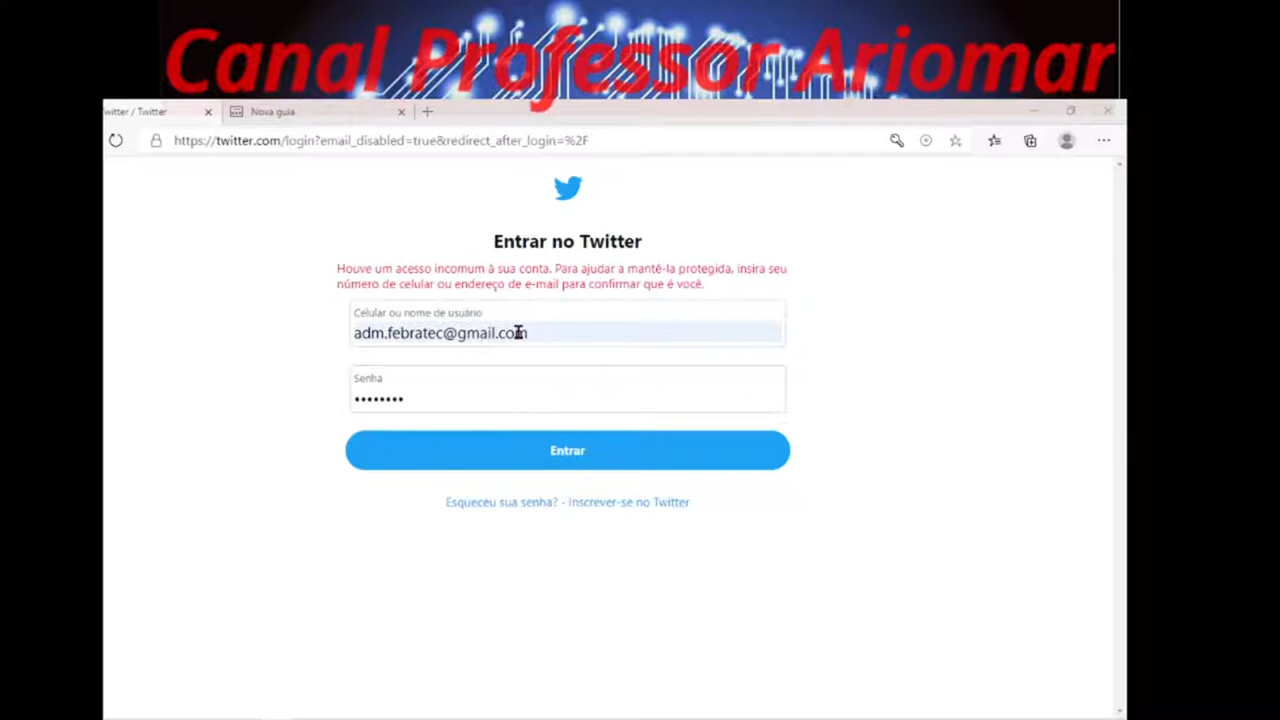 Canal Professor Ariomar
witter / Twitter
Nova guia
https://twitter.com/login?email_disabled=true&redirect_after_login=%2F
Entrar no Twitter
Houve um acesso incomum à sua conta. Para ajudar a mantê-la protegida, insira seu
número de celular ou endereço de e-mail para confirmar que é você.
Celular ou nome de usuário
adm.febratec@gmail.com
Senha
••••••••
Entrar
Esqueceu sua senha? · Inscrever-se no Twitter